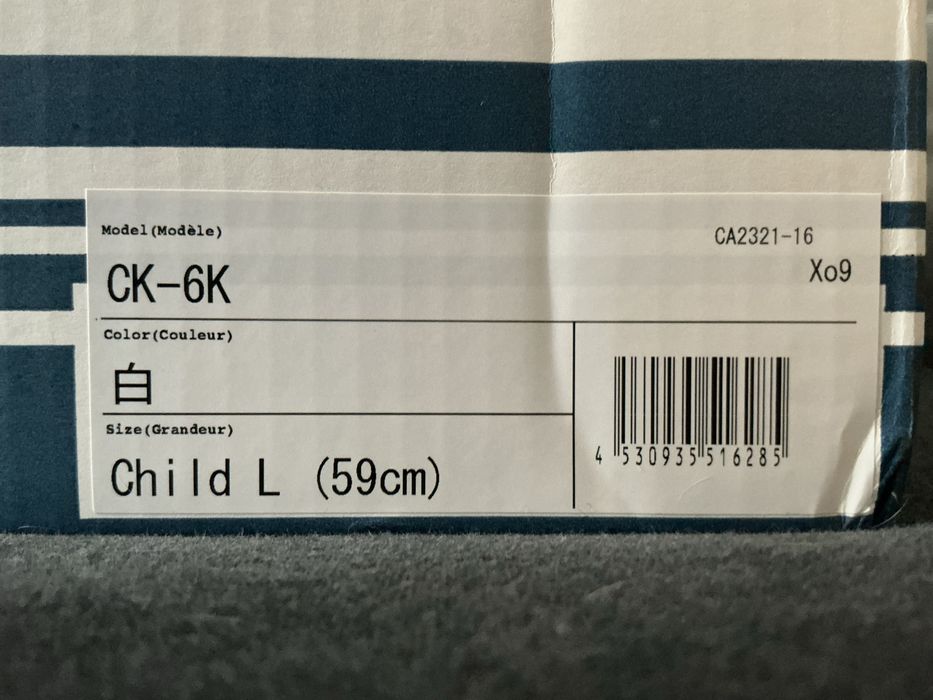 Model(Modèle)
CA2321-16
CK-6K
Xo9
Color(Couleur)
白
Size(Grandeur)
Child L (59cm)
4 530935 516285